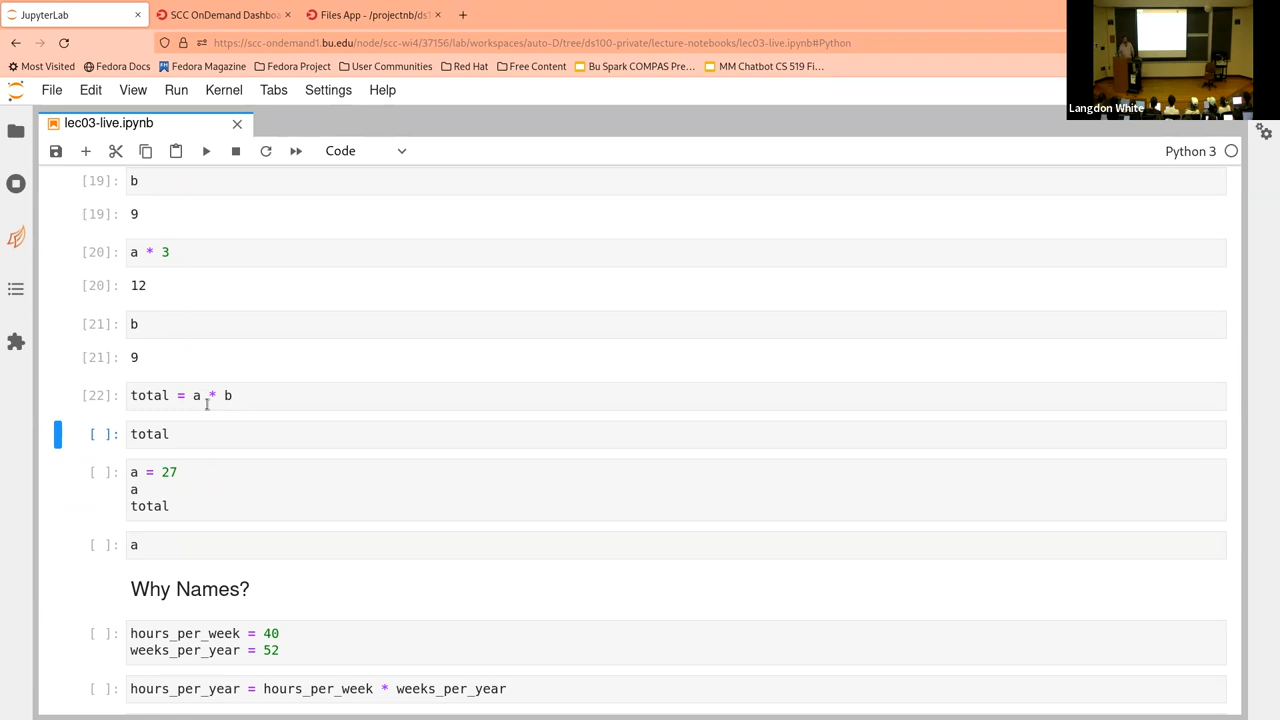 JupyterLab
SCC OnDemand Dashboa
Files App - /projectnb/ds1
https://scc-ondemand1.bu.edu/node/scc-wi4/37156/lab/workspaces/auto-D/tree/ds100-private/lecture-notebooks/lec03-live.ipynb#Python
Most Visited
Fedora Docs
Fedora Magazine
Fedora Project
User Communities
Red Hat
Free Content
Bu Spark COMPAS Pre…
MM Chatbot CS 519 Fi…
Langdon White
File Edit View Run Kernel Tabs Settings Help
lec03-live.ipynb
Code
Python 3
[19]: b
[19]: 9
[20]: a * 3
[20]: 12
[21]: b
[21]: 9
[22]: total = a * b
[ ]: total
[ ]: a = 27
a
total
[ ]: a
Why Names?
[ ]: hours_per_week = 40
weeks_per_year = 52
[ ]: hours_per_year = hours_per_week * weeks_per_year